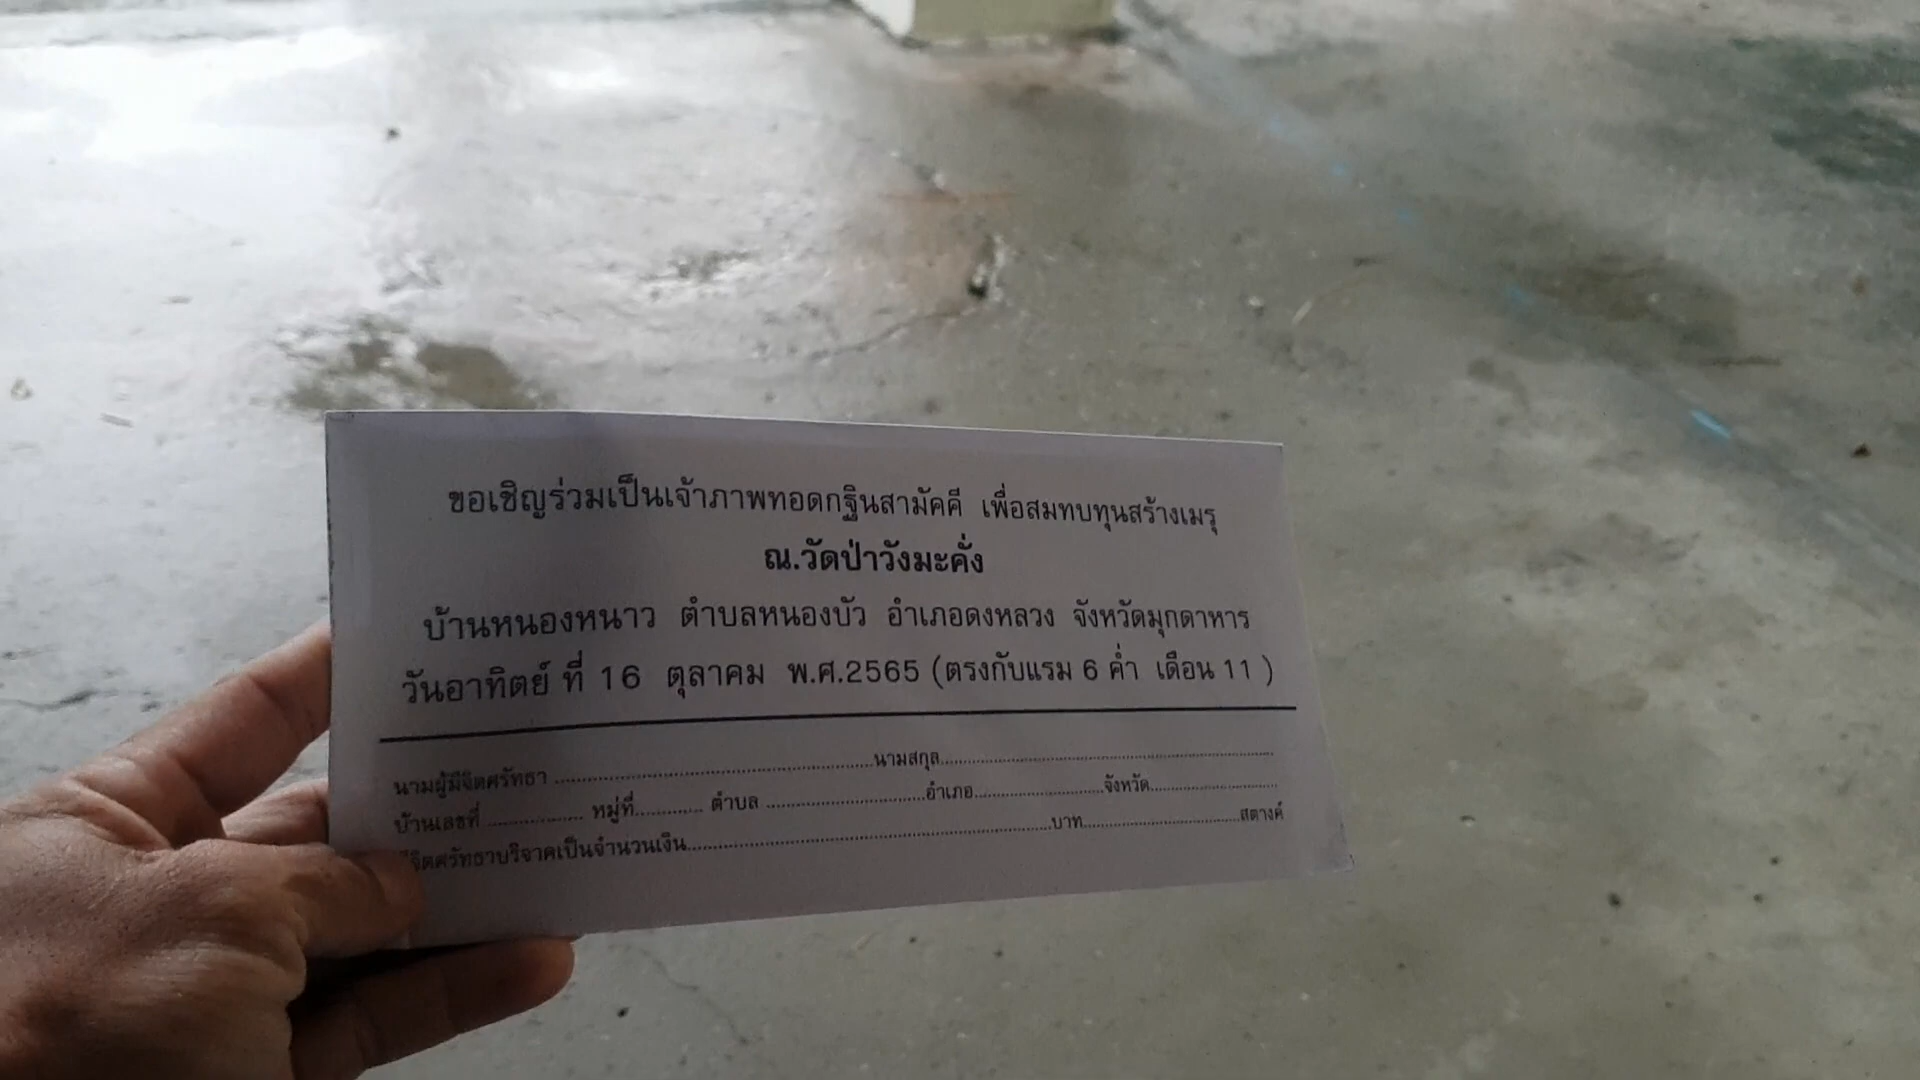 ขอเชิญร่วมเป็นเจ้าภาพทอดกฐินสามัคคี เพื่อสมทบทุนสร้างเมรุ
ณ.วัดป่าวังมะคั่ง
บ้านหนองหนาว ตำบลหนองบัว อำเภอดงหลวง จังหวัดมุกดาหาร
วันอาทิตย์ ที่ 16 ตุลาคม พ.ศ.2565 (ตรงกับแรม 6 ค่ำ เดือน 11 )
นามผู้มีจิตศรัทธา ........................................นามสกุล........................................
บ้านเลขที่ .................. หมู่ที่............ ตำบล ..............................อำเภอ........................จังหวัด........................
มีจิตศรัทธาบริจาคเป็นจำนวนเงิน............................................................บาท..............................สตางค์